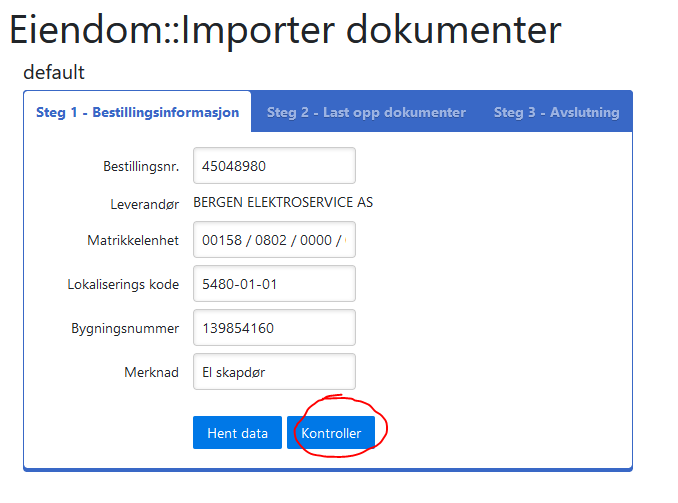 Eiendom::Importer dokumenter
default
Steg 1 - Bestillingsinformasjon Steg 2 - Last opp dokumenter Steg 3 - Avslutning
Bestillingsnr. 45048980
Leverandør BERGEN ELEKTROSERVICE AS
Matrikkelenhet 00158 / 0802 / 0000 /
Lokaliserings kode 5480-01-01
Bygningsnummer 139854160
Merknad El skapdør
Hent data Kontroller